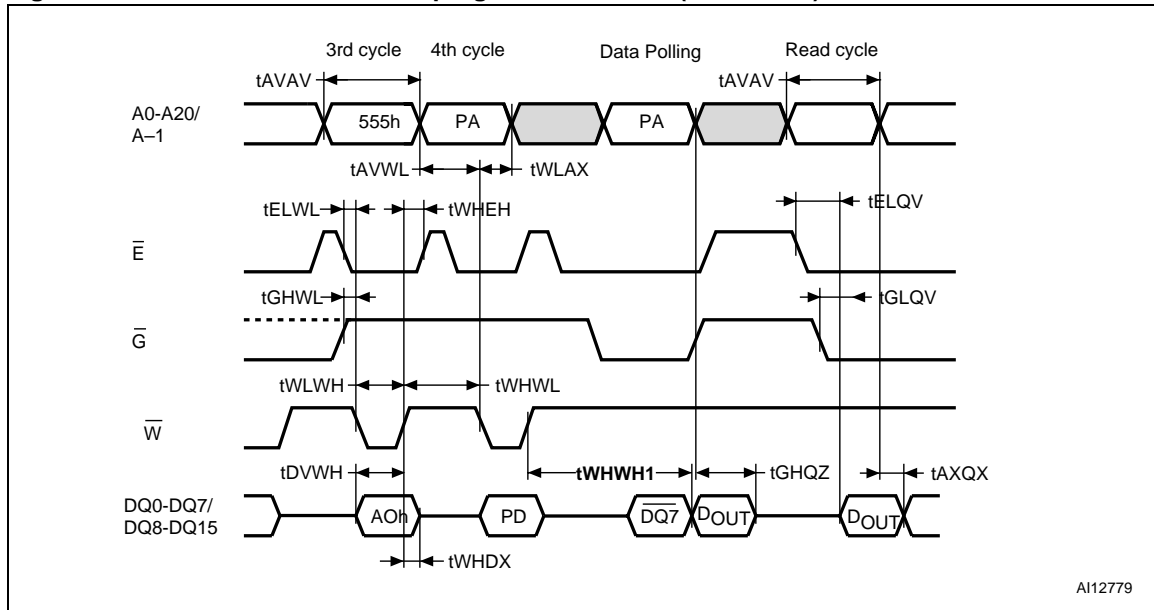 3rd cycle 4th cycle Data Polling Read cycle
tAVAV tAVAV
A0-A20/
A–1
555h PA PA
tAVWL tWLAX
tELWL tWHEH tELQV
E
tGHWL tGLQV
G
tWLWH tWHWL
W
tDVWH tWHWH1 tGHQZ tAXQX
DQ0-DQ7/
DQ8-DQ15
AOh PD DQ7 DOUT DOUT
tWHDX
AI12779